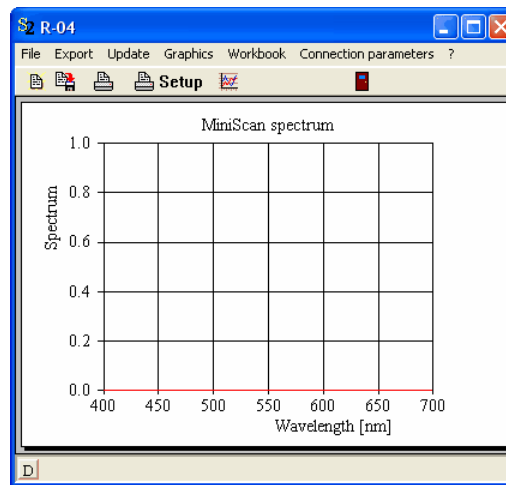 S2 R-04
File Export Update Graphics Workbook Connection parameters ?
Setup
MiniScan spectrum
1.0
0.8
0.6
0.4
0.2
0.0
Spectrum
400 450 500 550 600 650 700
Wavelength [nm]
D